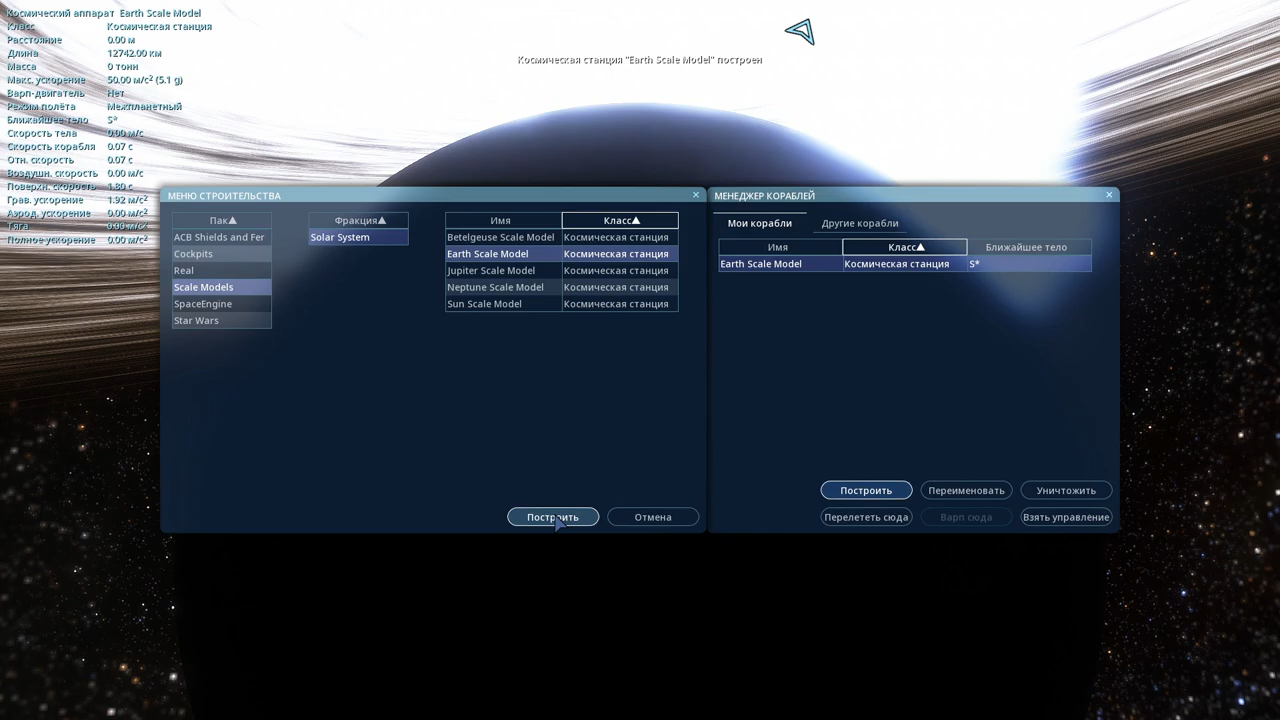 Космический аппарат Earth Scale Model
Класс Космическая станция
Расстояние 0.00 м
Длина 12742.00 км
Масса 0 тонн
Макс. ускорение 50.00 м/с² (5.1 g)
Варп-двигатель Нет
Режим полёта Межпланетный
Ближайшее тело S*
Скорость тела 0.00 м/с
Скорость корабля 0.07 c
Отн. скорость 0.07 c
Воздушн. скорость 0.00 м/с
Поверхн. скорость 1.80 c
Грав. ускорение 1.92 м/с²
Аэрод. ускорение 0.00 м/с²
Тяга 0.00 м/с²
Полное ускорение 0.00 м/с²
Космическая станция "Earth Scale Model" построен
МЕНЮ СТРОИТЕЛЬСТВА ×
Пак▲ Фракция▲ Имя Класс▲
ACB Shields and Fer Solar System Betelgeuse Scale Model Космическая станция
Cockpits Earth Scale Model Космическая станция
Real Jupiter Scale Model Космическая станция
Scale Models Neptune Scale Model Космическая станция
SpaceEngine Sun Scale Model Космическая станция
Star Wars
Построить Отмена
МЕНЕДЖЕР КОРАБЛЕЙ ×
Мои корабли Другие корабли
Имя Класс▲ Ближайшее тело
Earth Scale Model Космическая станция S*
Построить Переименовать Уничтожить
Перелететь сюда Варп сюда Взять управление